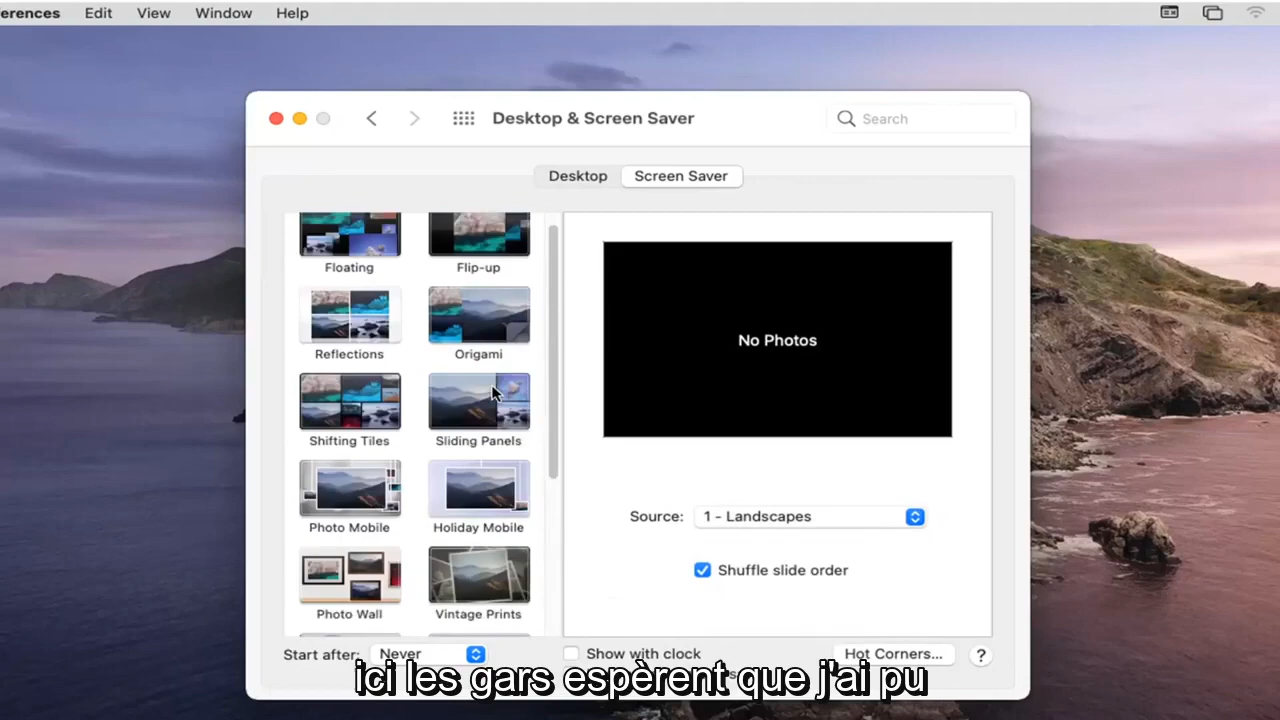 erences Edit View Window Help
Desktop & Screen Saver Search
Desktop Screen Saver
Floating Flip-up
Reflections Origami
Shifting Tiles Sliding Panels
Photo Mobile Holiday Mobile
Photo Wall Vintage Prints
No Photos
Source: 1 - Landscapes
Shuffle slide order
Start after: Never Show with clock Hot Corners... ?
ici les gars espèrent que j'ai pu